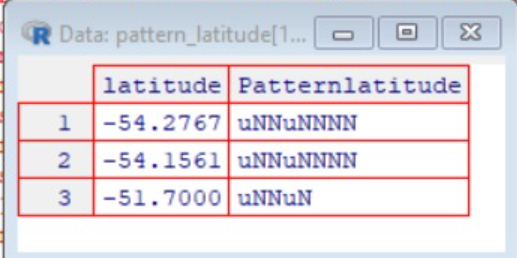 R Data: pattern_latitude[1...
latitude Patternlatitude
1 -54.2767 uNNuNNNN
2 -54.1561 uNNuNNNN
3 -51.7000 uNNuN